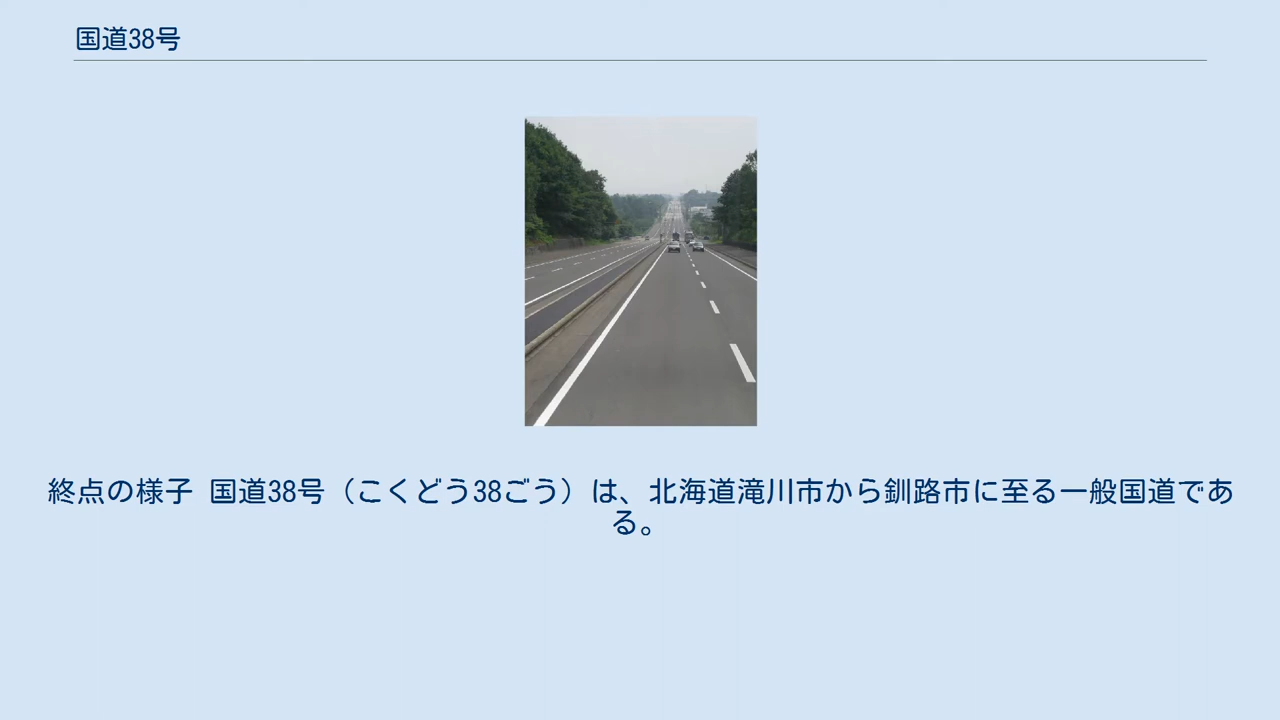 国道38号
終点の様子 国道38号（こくどう38ごう）は、北海道滝川市から釧路市に至る一般国道であ
る。